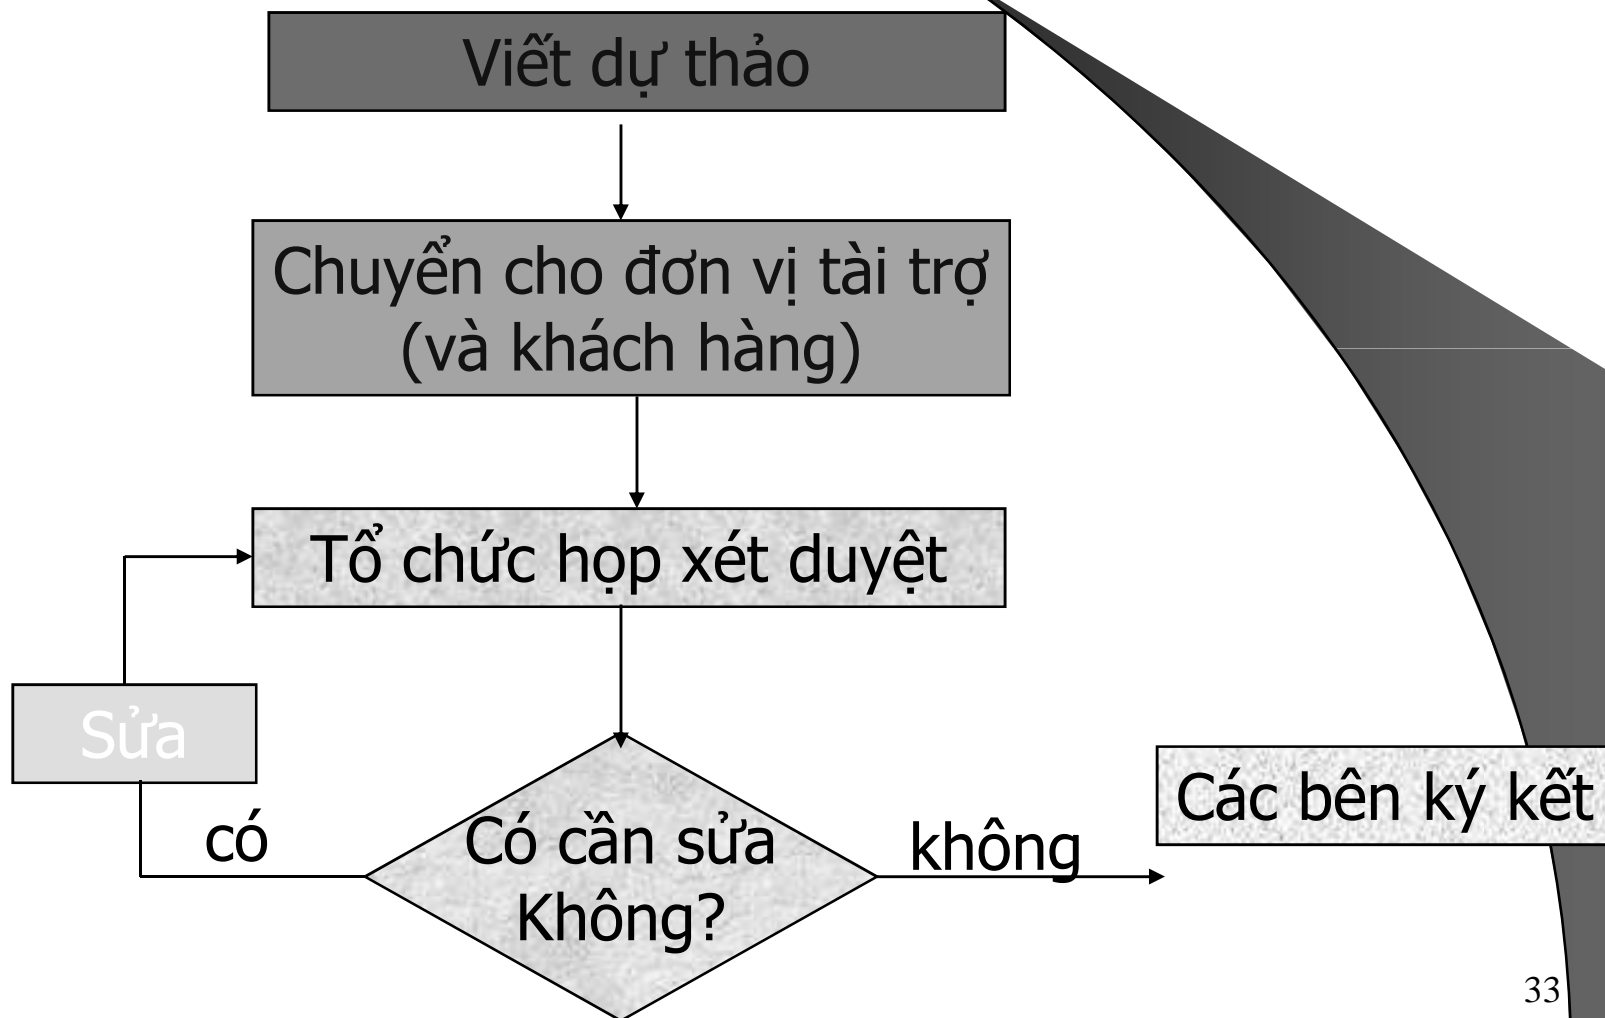 Viết dự thảo
Chuyển cho đơn vị tài trợ
(và khách hàng)
Tổ chức họp xét duyệt
Sửa
có
Có cần sửa
Không?
không
Các bên ký kết
33